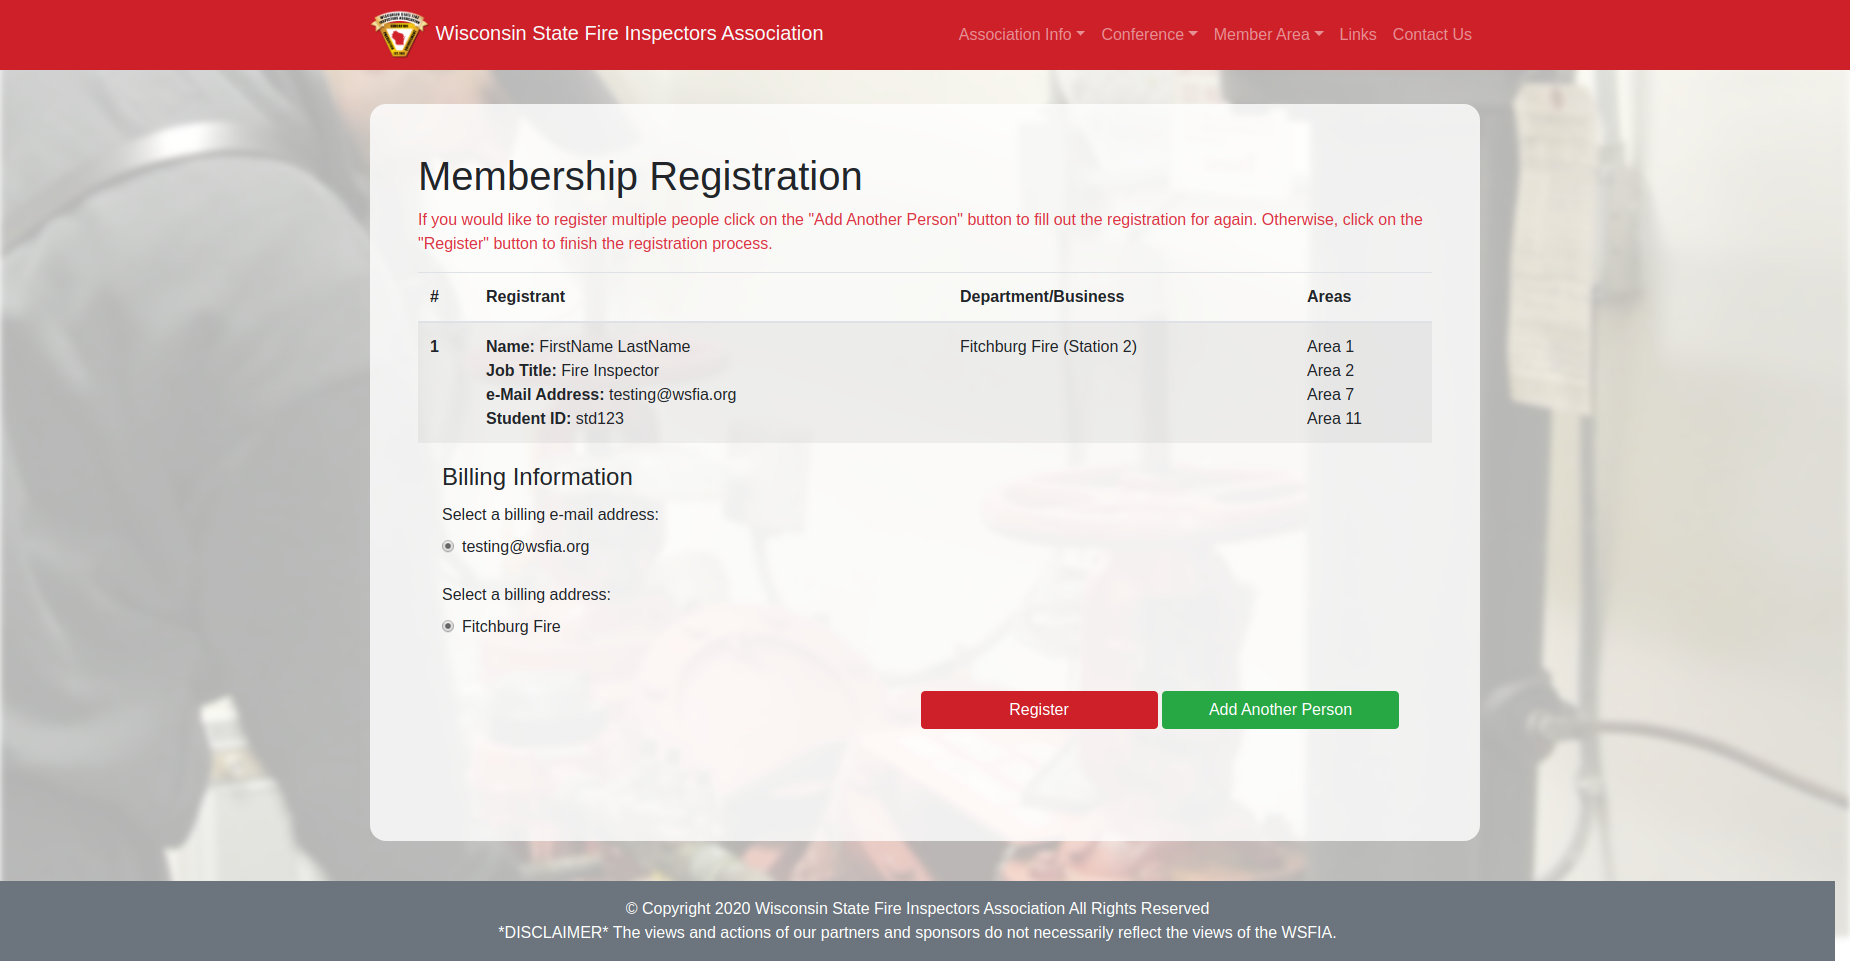 Wisconsin State Fire Inspectors Association
Association Info Conference Member Area Links Contact Us
Membership Registration
If you would like to register multiple people click on the "Add Another Person" button to fill out the registration for again. Otherwise, click on the
"Register" button to finish the registration process.
# Registrant Department/Business Areas
1 Name: FirstName LastName Fitchburg Fire (Station 2) Area 1
Job Title: Fire Inspector Area 2
e-Mail Address: testing@wsfia.org Area 7
Student ID: std123 Area 11
Billing Information
Select a billing e-mail address:
testing@wsfia.org
Select a billing address:
Fitchburg Fire
Register Add Another Person
© Copyright 2020 Wisconsin State Fire Inspectors Association All Rights Reserved
*DISCLAIMER* The views and actions of our partners and sponsors do not necessarily reflect the views of the WSFIA.